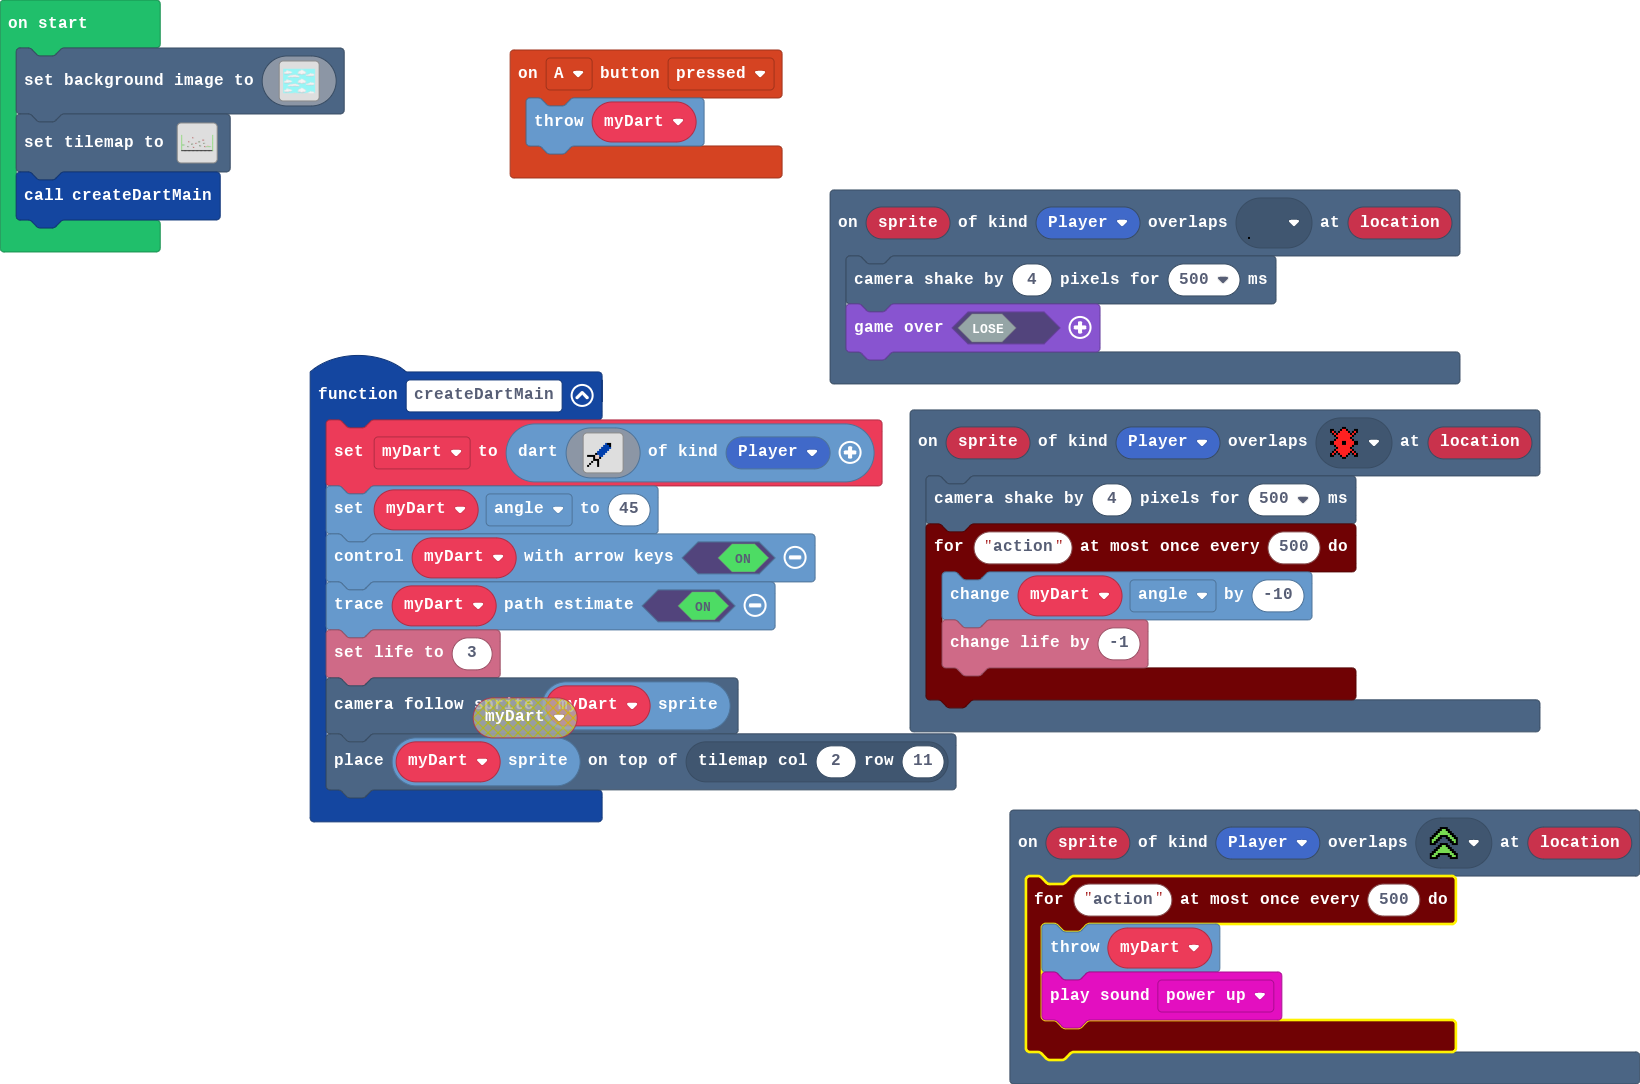 on start
set background image to
set tilemap to
call createDartMain
on A button pressed
throw myDart
on sprite of kind Player overlaps at location
camera shake by 4 pixels for 500 ms
game over LOSE
function createDartMain
set myDart to dart of kind Player
set myDart angle to 45
control myDart with arrow keys ON
trace myDart path estimate ON
set life to 3
camera follow sprite myDart sprite
myDart
place myDart sprite on top of tilemap col 2 row 11
on sprite of kind Player overlaps at location
camera shake by 4 pixels for 500 ms
for "action" at most once every 500 do
change myDart angle by -10
change life by -1
on sprite of kind Player overlaps at location
for "action" at most once every 500 do
throw myDart
play sound power up